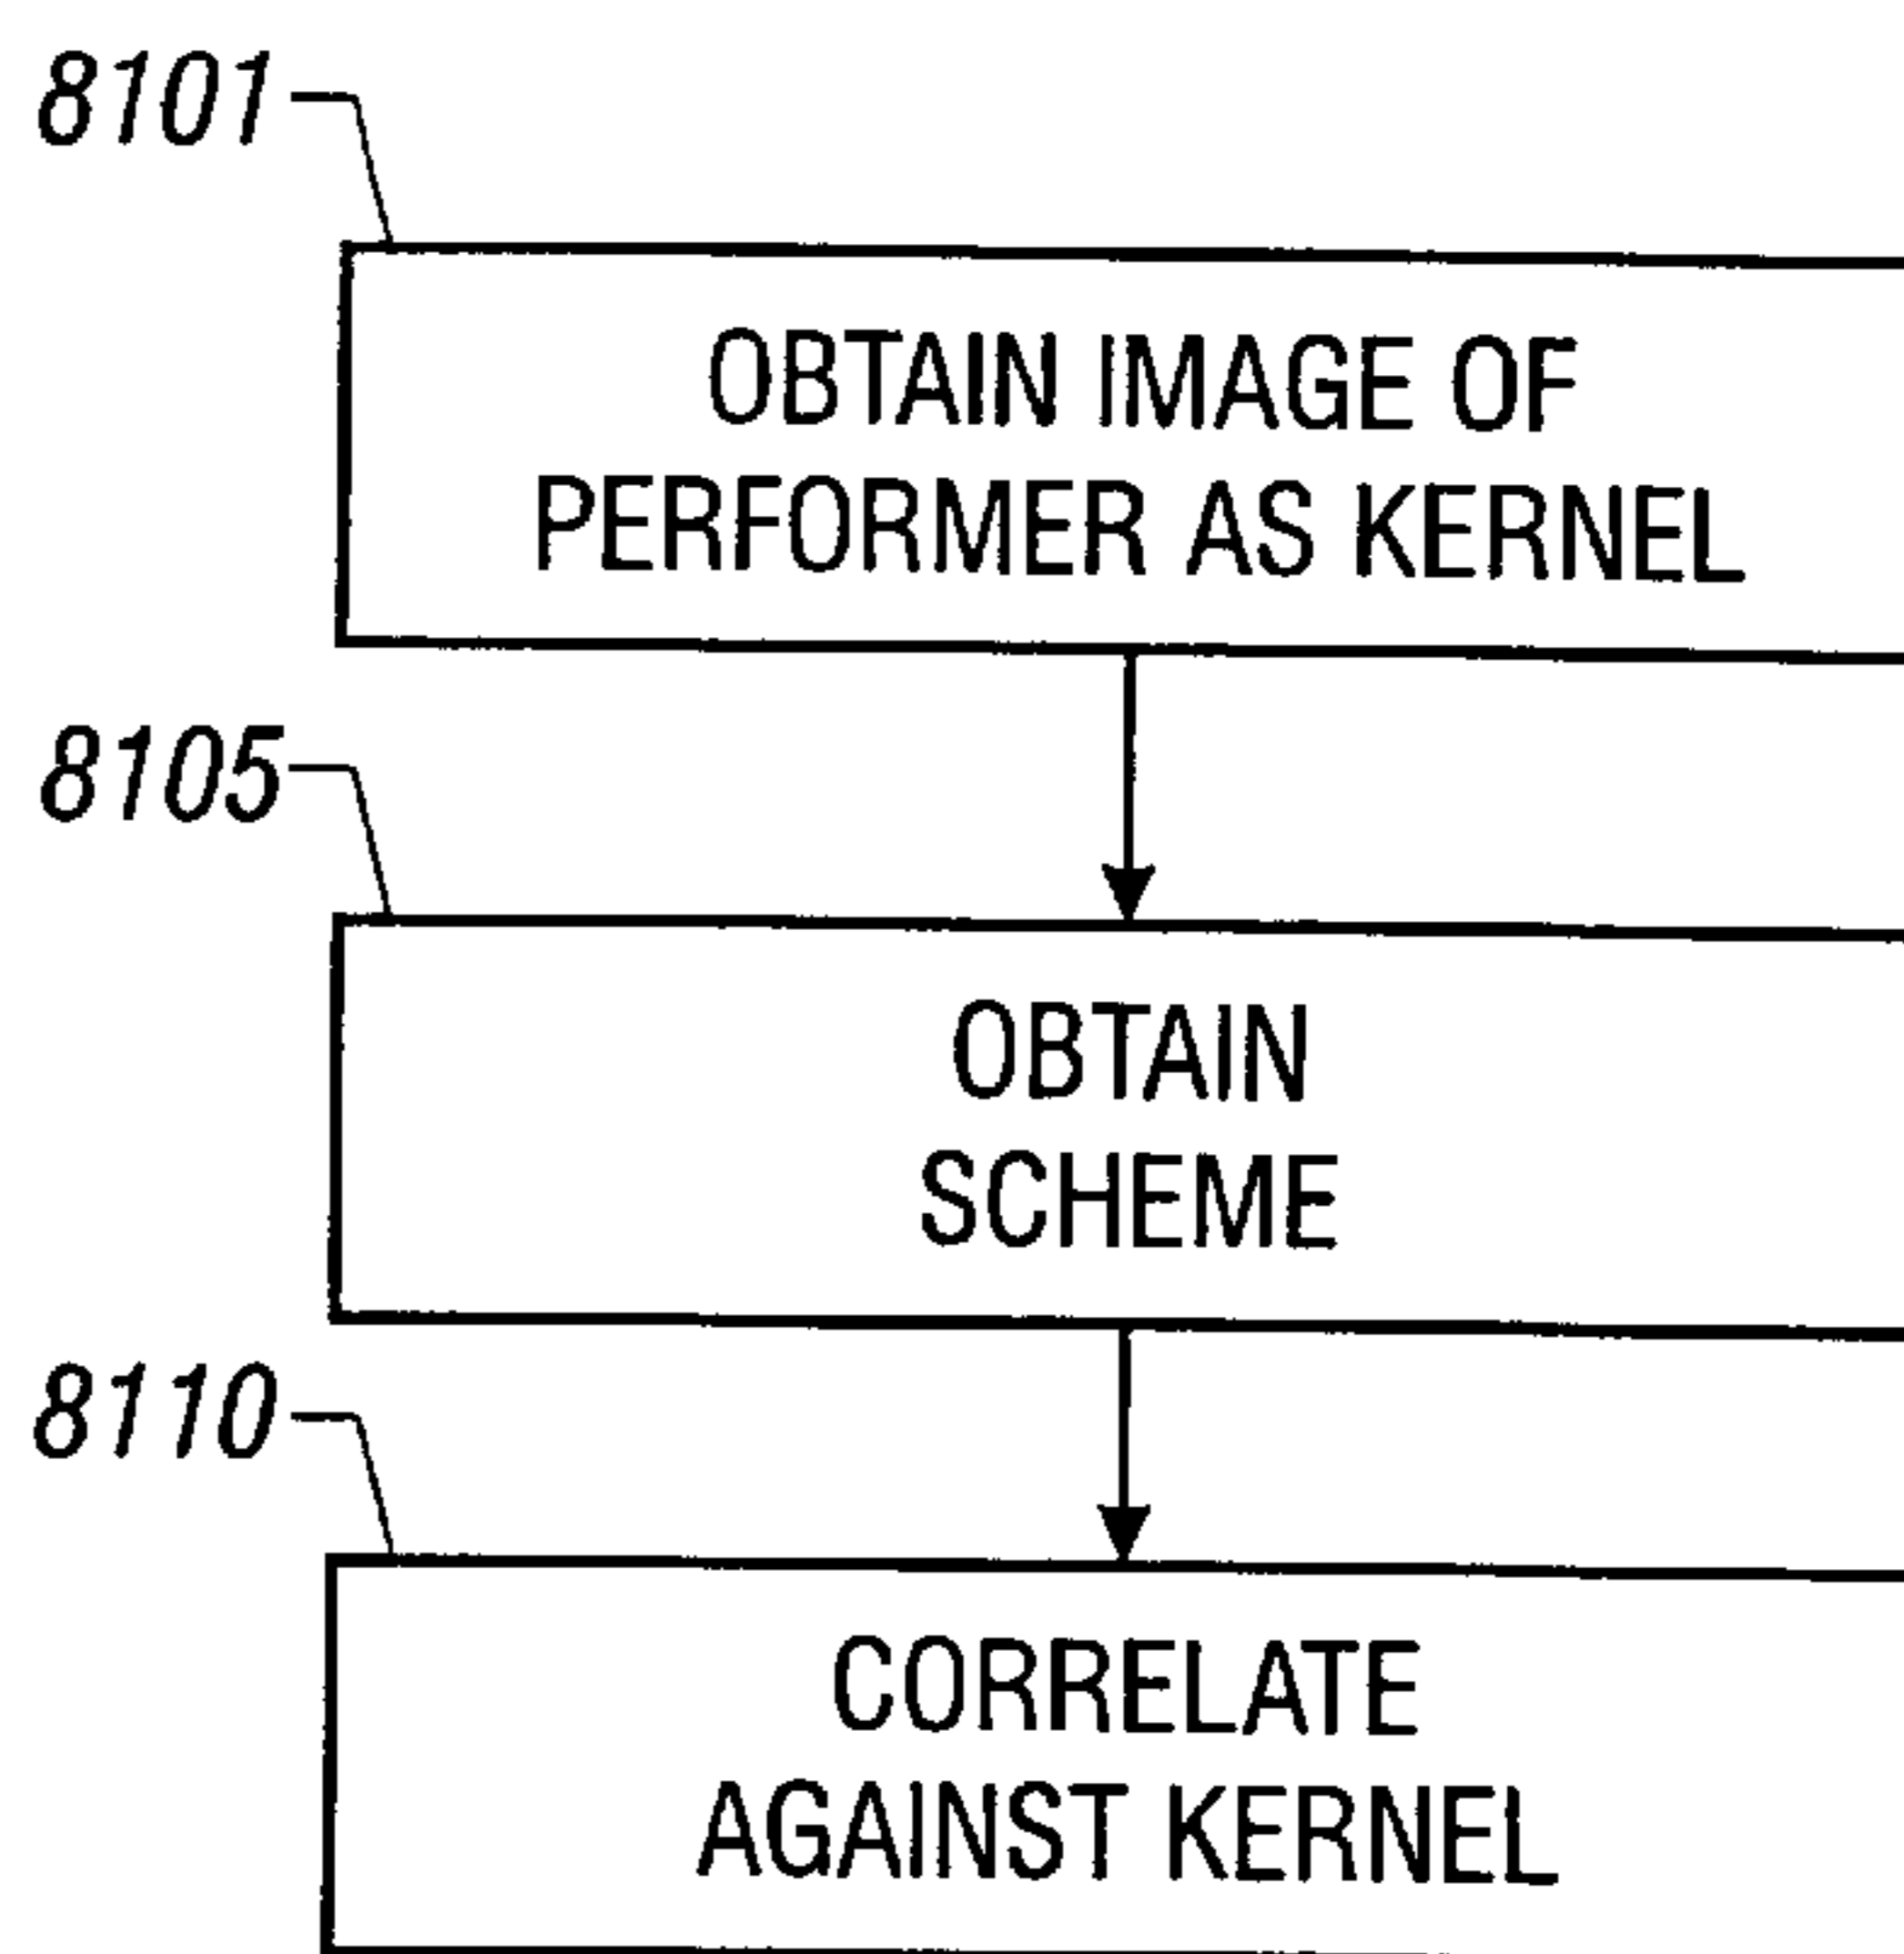 8101
OBTAIN IMAGE OF
PERFORMER AS KERNEL
8105
OBTAIN
SCHEME
8110
CORRELATE
AGAINST KERNEL